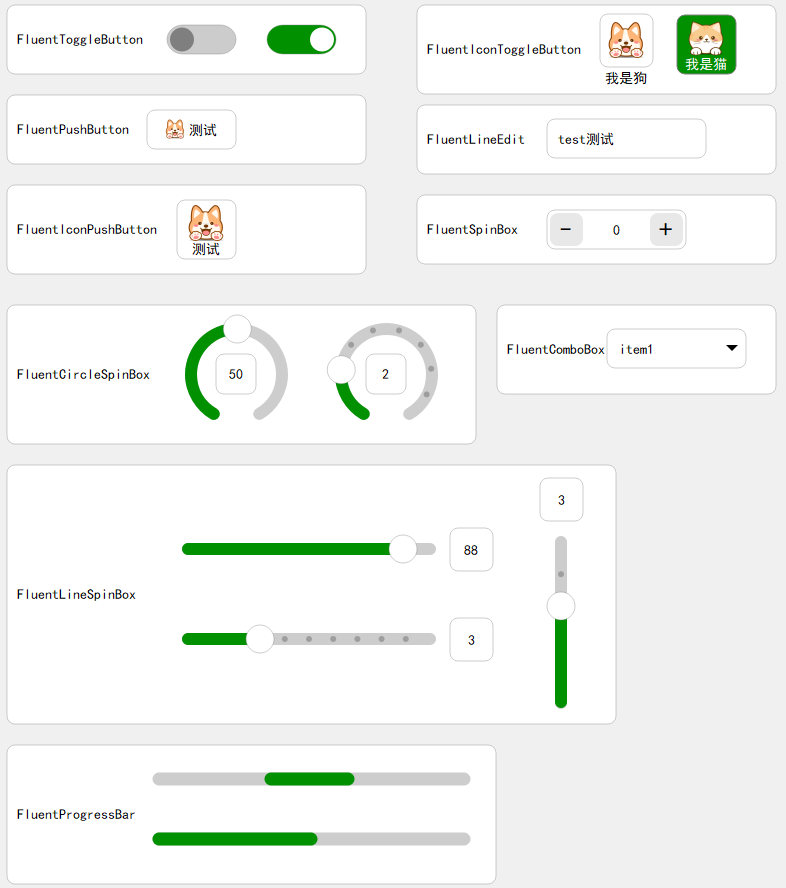 FluentToggleButton
FluentIconToggleButton
我是狗
我是猫
FluentPushButton
测试
FluentLineEdit
test测试
FluentIconPushButton
测试
FluentSpinBox
−
0
+
FluentCircleSpinBox
50
2
FluentComboBox
item1
3
88
FluentLineSpinBox
3
FluentProgressBar